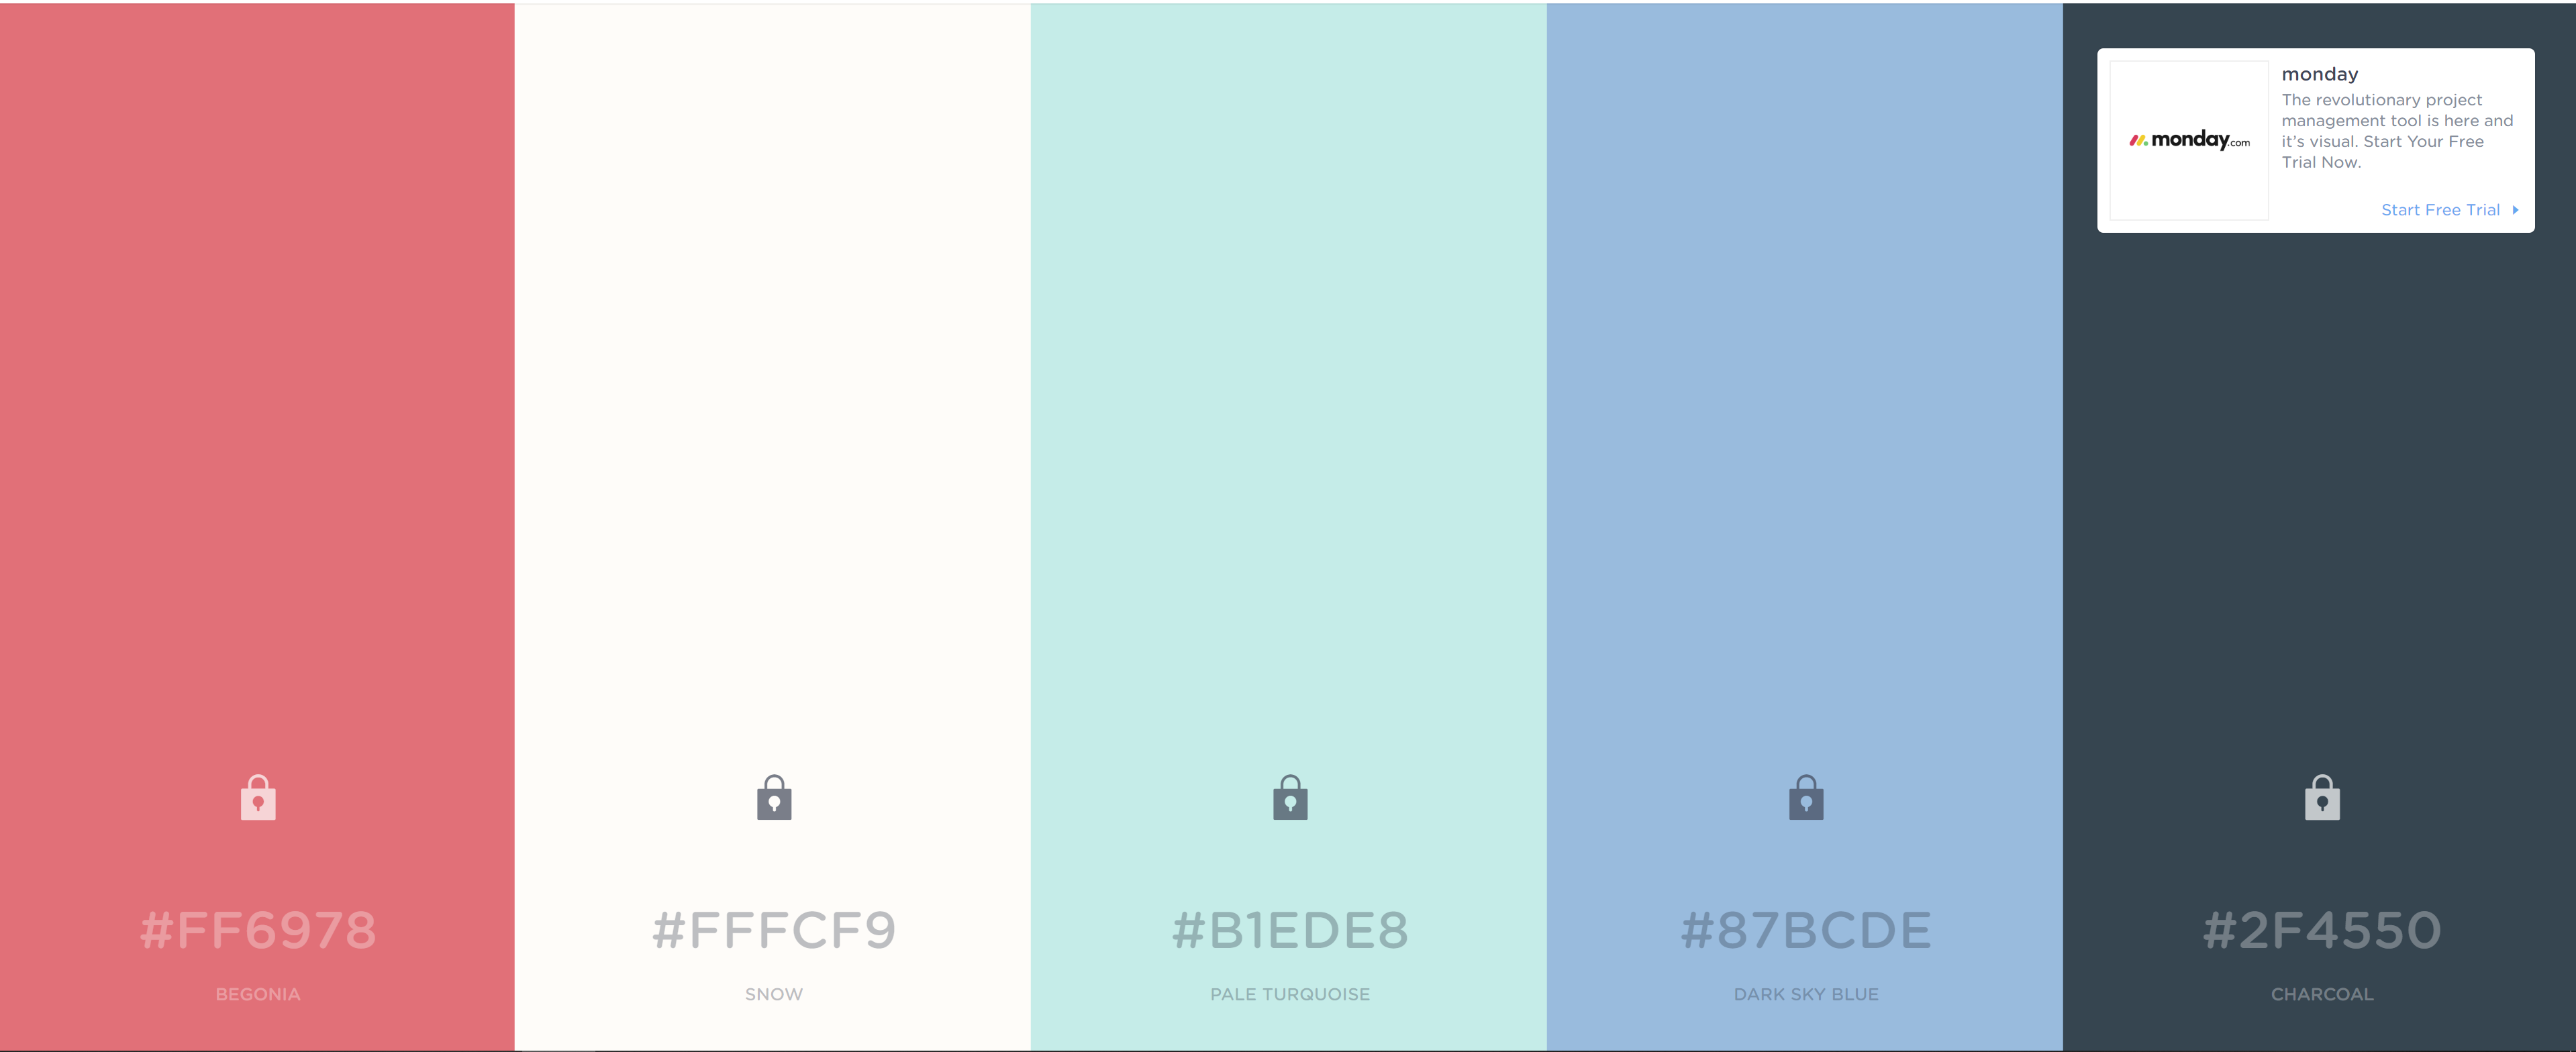 monday
The revolutionary project
management tool is here and
it's visual. Start Your Free
Trial Now.
monday.com
Start Free Trial
#FF6978
BEGONIA
#FFFCF9
SNOW
#B1EDE8
PALE TURQUOISE
#87BCDE
DARK SKY BLUE
#2F4550
CHARCOAL